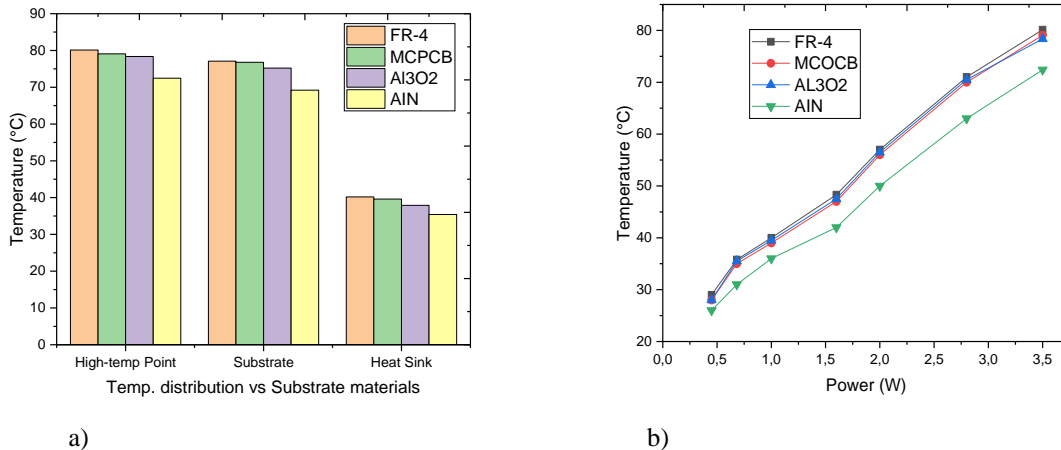 90
80
70
60
50
40
30
20
10
0
Temperature (°C)
FR-4
MCPCB
Al3O2
AlN
High-temp Point
Substrate
Heat Sink
Temp. distribution vs Substrate materials
a)
80
70
60
50
40
30
20
Temperature (°C)
FR-4
MCOCB
AL3O2
AlN
0,0
0,5
1,0
1,5
2,0
2,5
3,0
3,5
Power (W)
b)